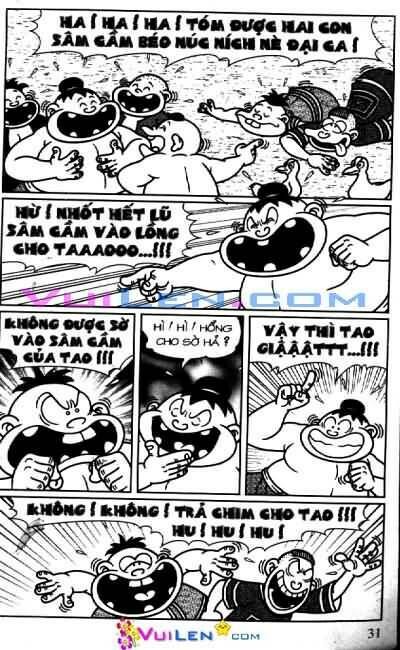 HA! HA! HA! TÓM ĐƯỢC HAI CON
SÂM CẦM BÉO NÚC NÍCH NÈ ĐẠI CA!
HỪ! NHỐT HẾT LŨ
SÂM CẦM VÀO LỒNG
CHO TAAAOOO...!!!
VUILEN.COM
KHÔNG ĐƯỢC SỜ
VÀO SÂM CẦM
CỦA TAO!!!
HÌ! HÌ! HỔNG
CHO SỜ HẢ?
VẬY THÌ TAO
GIẬẬẬTTT...!!!
KHÔNG! KHÔNG! TRẢ CHIM CHO TAO!!!
HU! HU! HU!
31
VUILEN.COM